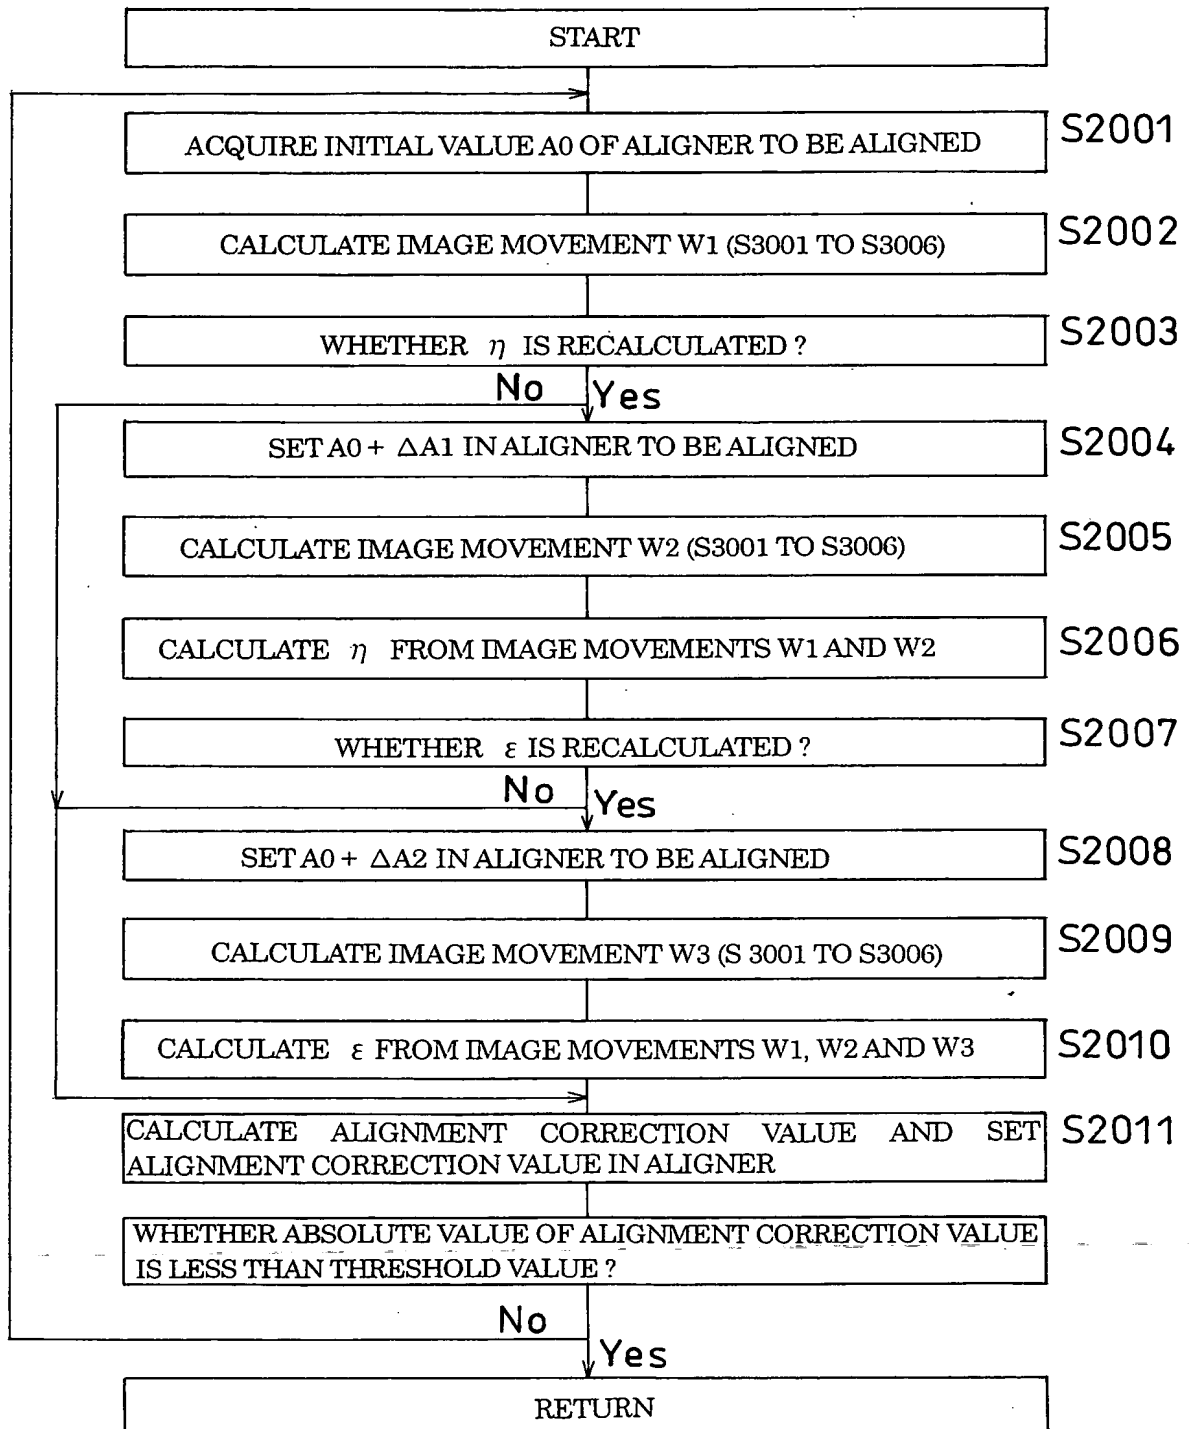 START
ACQUIRE INITIAL VALUE A0 OF ALIGNER TO BE ALIGNED
S2001
CALCULATE IMAGE MOVEMENT W1 (S3001 TO S3006)
S2002
WHETHER η IS RECALCULATED ?
S2003
No Yes
SET A0 + ΔA1 IN ALIGNER TO BE ALIGNED
S2004
CALCULATE IMAGE MOVEMENT W2 (S3001 TO S3006)
S2005
CALCULATE η FROM IMAGE MOVEMENTS W1 AND W2
S2006
WHETHER ε IS RECALCULATED ?
S2007
No Yes
SET A0 + ΔA2 IN ALIGNER TO BE ALIGNED
S2008
CALCULATE IMAGE MOVEMENT W3 (S 3001 TO S3006)
S2009
CALCULATE ε FROM IMAGE MOVEMENTS W1, W2 AND W3
S2010
CALCULATE ALIGNMENT CORRECTION VALUE AND SET
ALIGNMENT CORRECTION VALUE IN ALIGNER
S2011
WHETHER ABSOLUTE VALUE OF ALIGNMENT CORRECTION VALUE
IS LESS THAN THRESHOLD VALUE ?
No Yes
RETURN